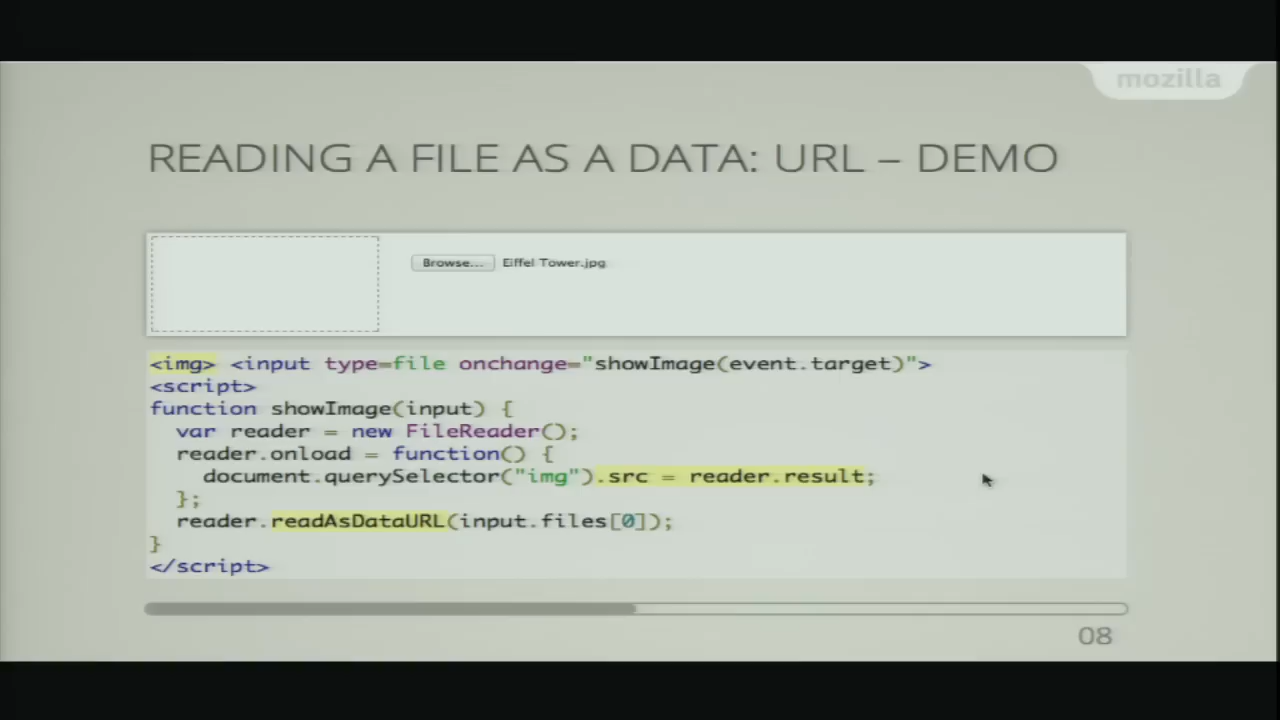 mozilla
READING A FILE AS A DATA: URL – DEMO
Browse... Eiffel Tower.jpg
<img> <input type=file onchange="showImage(event.target)">
<script>
function showImage(input) {
  var reader = new FileReader();
  reader.onload = function() {
    document.querySelector("img").src = reader.result;
  };
  reader.readAsDataURL(input.files[0]);
}
</script>
08